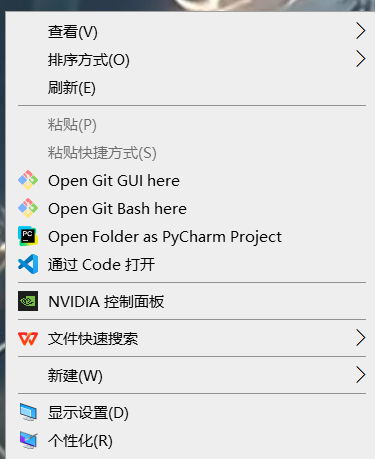 查看(V)
排序方式(O)
刷新(E)
粘贴(P)
粘贴快捷方式(S)
Open Git GUI here
Open Git Bash here
Open Folder as PyCharm Project
通过 Code 打开
NVIDIA 控制面板
文件快速搜索
新建(W)
显示设置(D)
个性化(R)